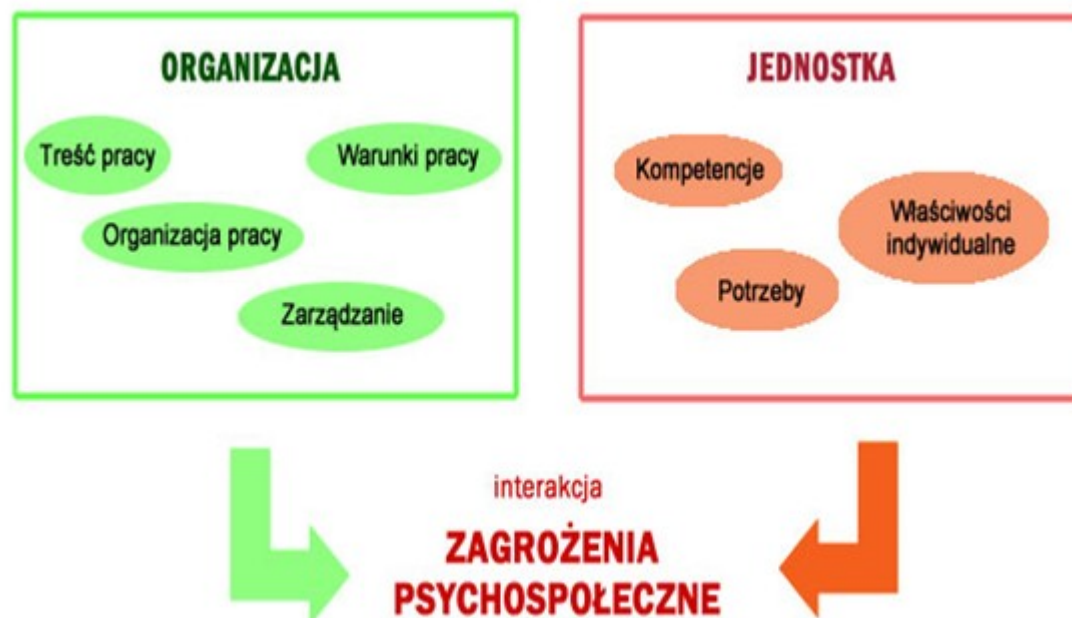 ORGANIZACJA
Treść pracy
Warunki pracy
Organizacja pracy
Zarządzanie
JEDNOSTKA
Kompetencje
Właściwości
indywidualne
Potrzeby
interakcja
ZAGROŻENIA
PSYCHOSPOŁECZNE